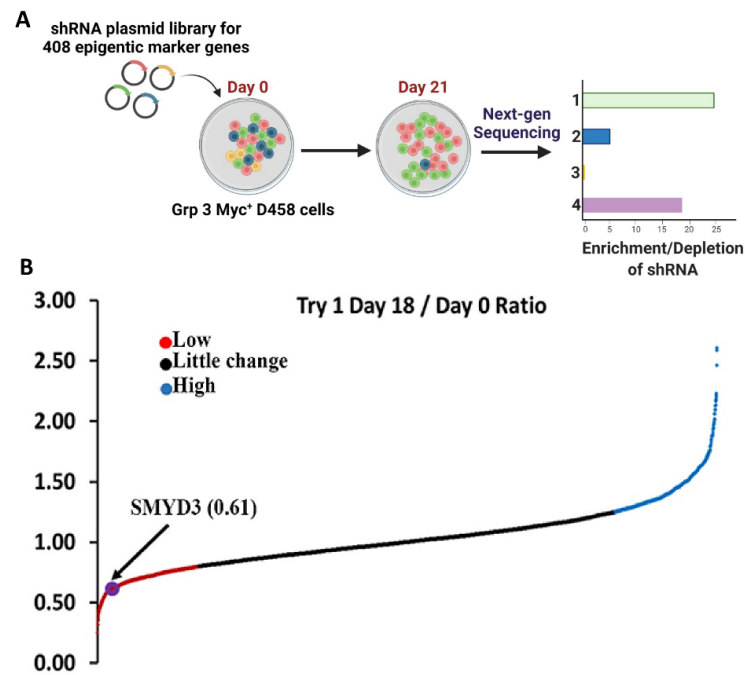 A
shRNA plasmid library for
408 epigentic marker genes
Day 0
Day 21
Next-gen
Sequencing
Grp 3 Myc⁺ D458 cells
1
2
3
4
0 5 10 15 20 25
Enrichment/Depletion
of shRNA
B
Try 1 Day 18 / Day 0 Ratio
3.00
2.50
2.00
1.50
1.00
0.50
0.00
Low
Little change
High
SMYD3 (0.61)